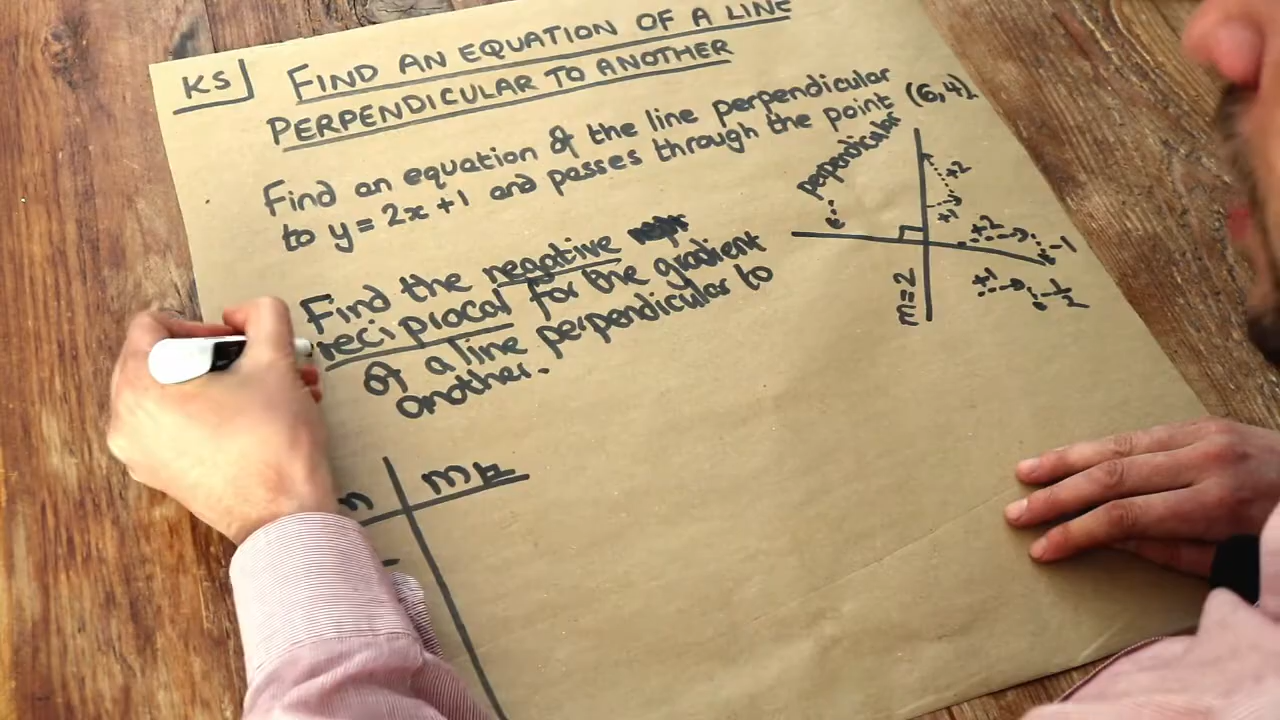 KS
FIND AN EQUATION OF A LINE
PERPENDICULAR TO ANOTHER
Find an equation of the line perpendicular
to y = 2x + 1 and passes through the point (6,4).
Find the negative
reciprocal for the gradient
of a line perpendicular to
another.
Perpendicular
+2
+1
+2
-1
+1
-1/2
m=2
m